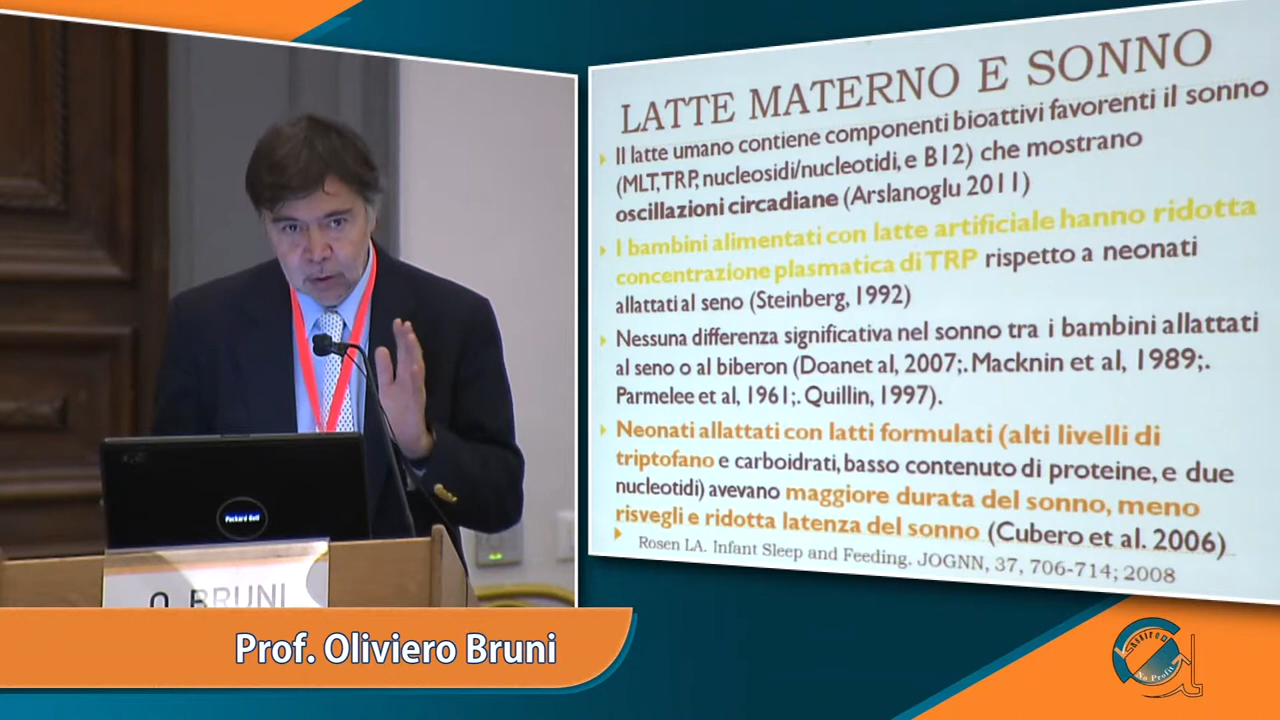 LATTE MATERNO E SONNO
Il latte umano contiene componenti bioattivi favorenti il sonno
(MLT, TRP, nucleosidi/nucleotidi, e B12) che mostrano
oscillazioni circadiane (Arslanoglu 2011)
I bambini alimentati con latte artificiale hanno ridotta
concentrazione plasmatica di TRP rispetto a neonati
allattati al seno (Steinberg, 1992)
Nessuna differenza significativa nel sonno tra i bambini allattati
al seno o al biberon (Doanet al, 2007;. Macknin et al, 1989;.
Parmelee et al, 1961;. Quillin, 1997).
Neonati allattati con latti formulati (alti livelli di
triptofano e carboidrati, basso contenuto di proteine, e due
nucleotidi) avevano maggiore durata del sonno, meno
risvegli e ridotta latenza del sonno (Cubero et al. 2006)
Rosen LA. Infant Sleep and Feeding. JOGNN, 37, 706-714; 2008
Packard Bell
O. BRUNI
Prof. Oliviero Bruni
No Profit